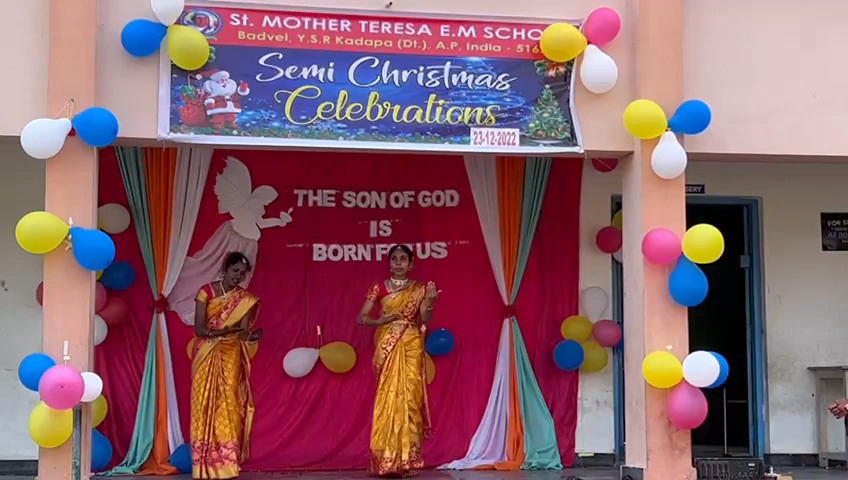 St. MOTHER TERESA E.M SCHO
Badvel, Y.S.R Kadapa (Dt). A.P, India - 516
Semi Christmas
Celebrations
23-12-2022
THE SON OF GOD
IS
BORN F US